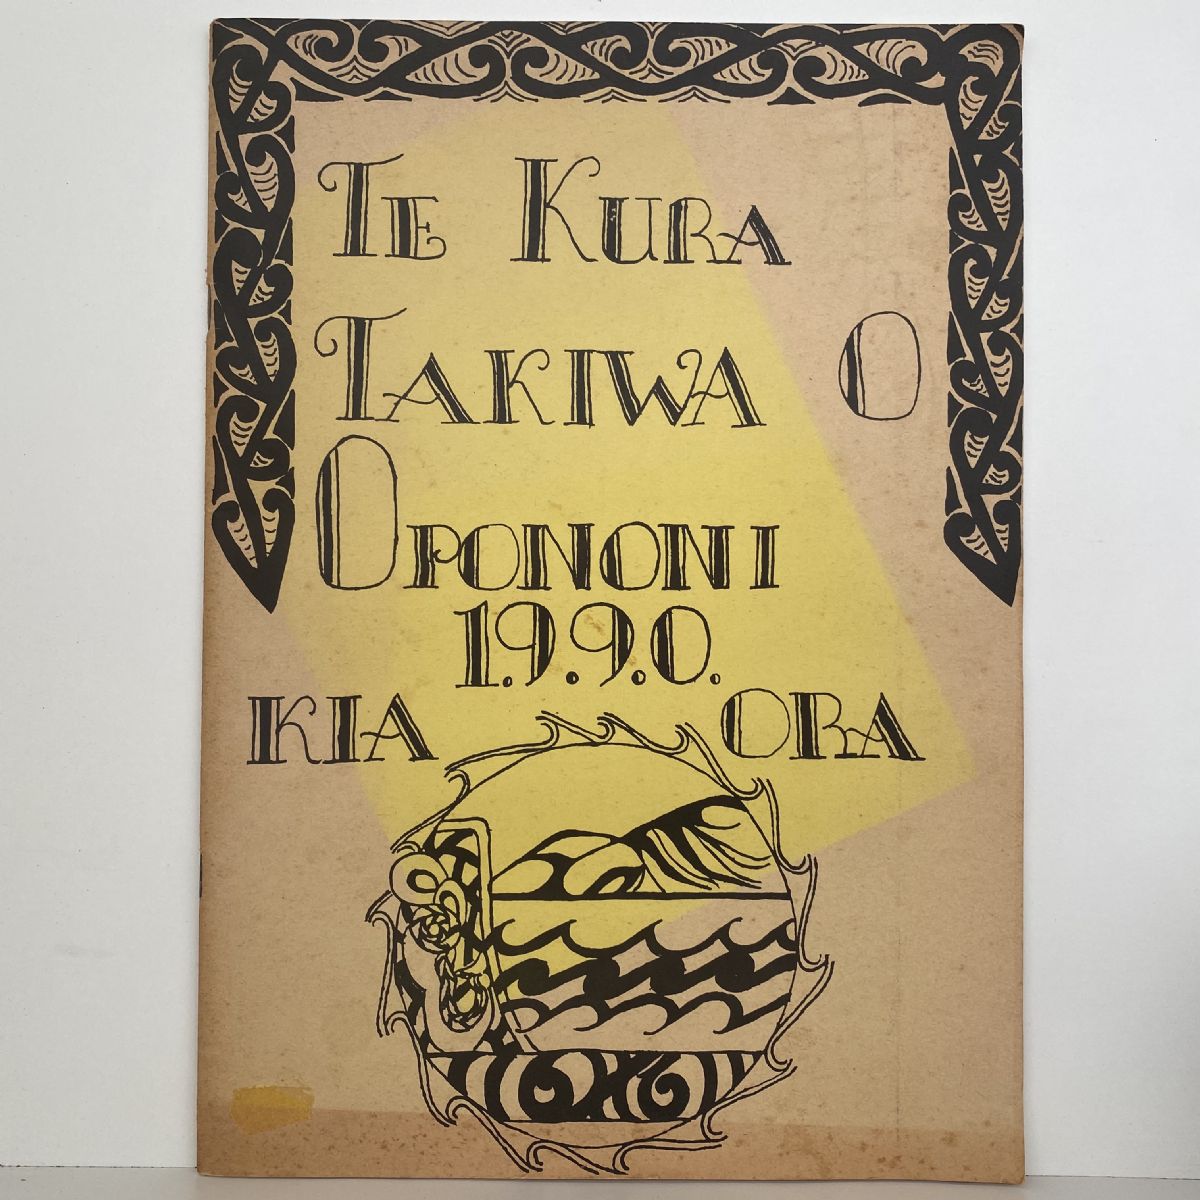 TE KURA
TAKIWA O
OPONONI
1.9.9.0.
KIA ORA